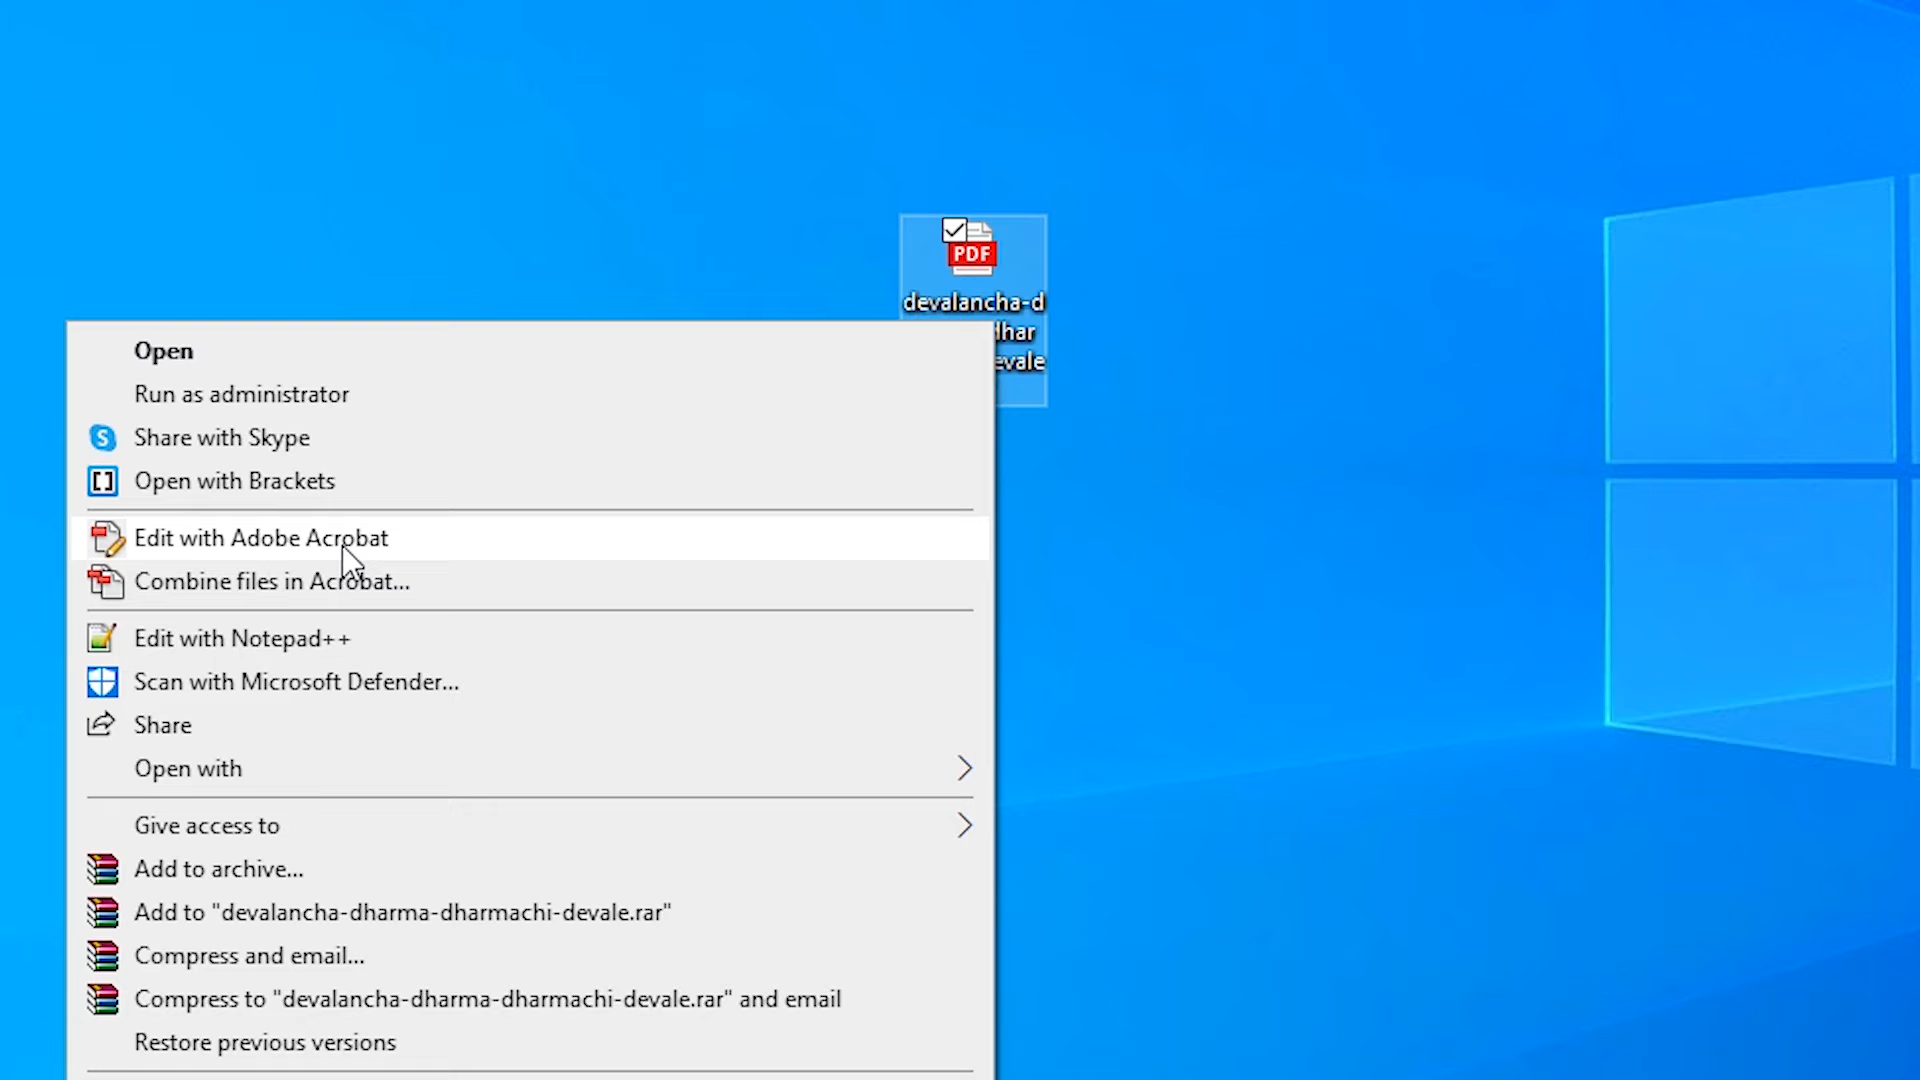 PDF
devalancha-d
dhar
evale
Open
Run as administrator
Share with Skype
Open with Brackets
Edit with Adobe Acrobat
Combine files in Acrobat...
Edit with Notepad++
Scan with Microsoft Defender...
Share
Open with
Give access to
Add to archive...
Add to "devalancha-dharma-dharmachi-devale.rar"
Compress and email...
Compress to "devalancha-dharma-dharmachi-devale.rar" and email
Restore previous versions